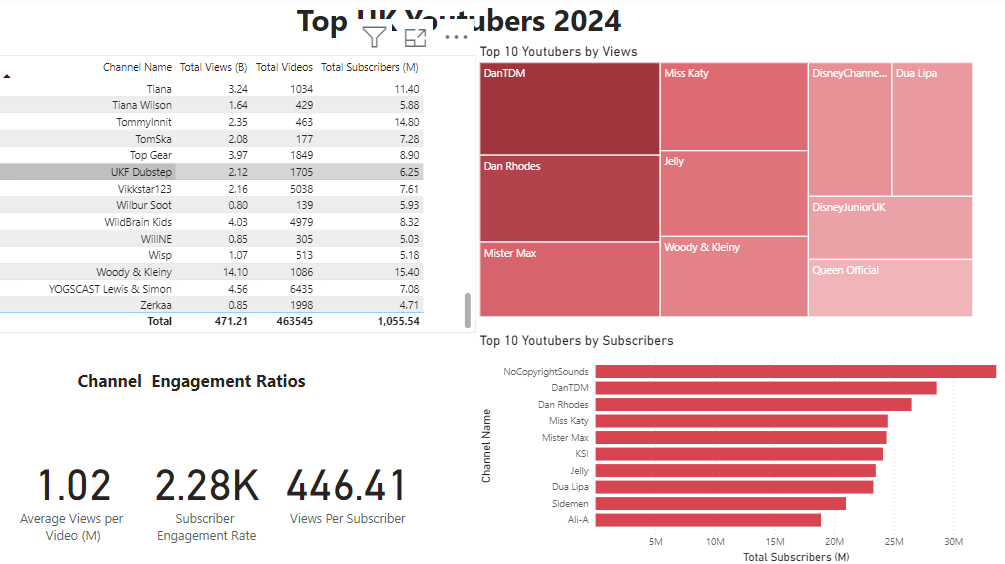 Top UK Youtubers 2024
Channel Name Total Views (B) Total Videos Total Subscribers (M)
Tiana 3.24 1034 11.40
Tiana Wilson 1.64 429 5.88
TommyInnit 2.35 463 14.80
TomSka 2.08 177 7.28
Top Gear 3.97 1849 8.90
UKF Dubstep 2.12 1705 6.25
Vikkstar123 2.16 5038 7.61
Wilbur Soot 0.80 139 5.93
WildBrain Kids 4.03 4979 8.32
WillNE 0.85 305 5.03
Wisp 1.07 513 5.18
Woody & Kleiny 14.10 1086 15.40
YOGSCAST Lewis & Simon 4.56 6435 7.08
Zerkaa 0.85 1998 4.71
Total 471.21 463545 1,055.54
Top 10 Youtubers by Views
DanTDM
Dan Rhodes
Mister Max
Miss Katy
Jelly
Woody & Kleiny
DisneyChanne...
Dua Lipa
DisneyJuniorUK
Queen Official
Channel Engagement Ratios
1.02
Average Views per
Video (M)
2.28K
Subscriber
Engagement Rate
446.41
Views Per Subscriber
Top 10 Youtubers by Subscribers
Channel Name
NoCopyrightSounds
DanTDM
Dan Rhodes
Miss Katy
Mister Max
KSI
Jelly
Dua Lipa
Sidemen
Ali-A
5M 10M 15M 20M 25M 30M
Total Subscribers (M)